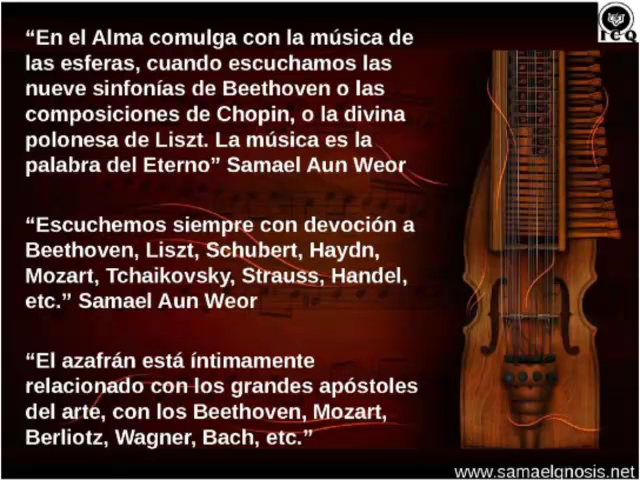 “En el Alma comulga con la música de
las esferas, cuando escuchamos las
nueve sinfonías de Beethoven o las
composiciones de Chopin, o la divina
polonesa de Liszt. La música es la
palabra del Eterno” Samael Aun Weor
“Escuchemos siempre con devoción a
Beethoven, Liszt, Schubert, Haydn,
Mozart, Tchaikovsky, Strauss, Handel,
etc.” Samael Aun Weor
“El azafrán está íntimamente
relacionado con los grandes apóstoles
del arte, con los Beethoven, Mozart,
Berliotz, Wagner, Bach, etc.”
www.samaelgnosis.net